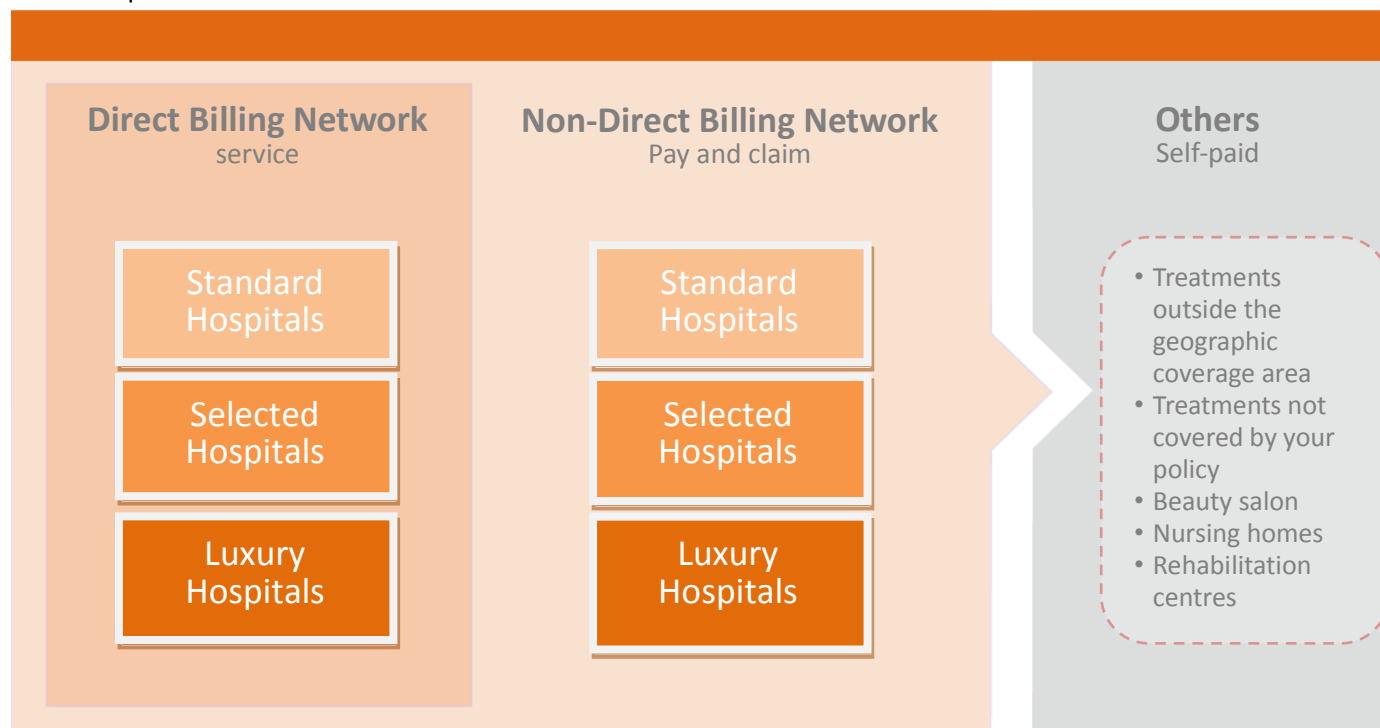 Direct Billing Network
service
Standard
Hospitals
Selected
Hospitals
Luxury
Hospitals
Non-Direct Billing Network
Pay and claim
Standard
Hospitals
Selected
Hospitals
Luxury
Hospitals
Others
Self-paid
• Treatments
outside the
geographic
coverage area
• Treatments not
covered by your
policy
• Beauty salon
• Nursing homes
• Rehabilitation
centres